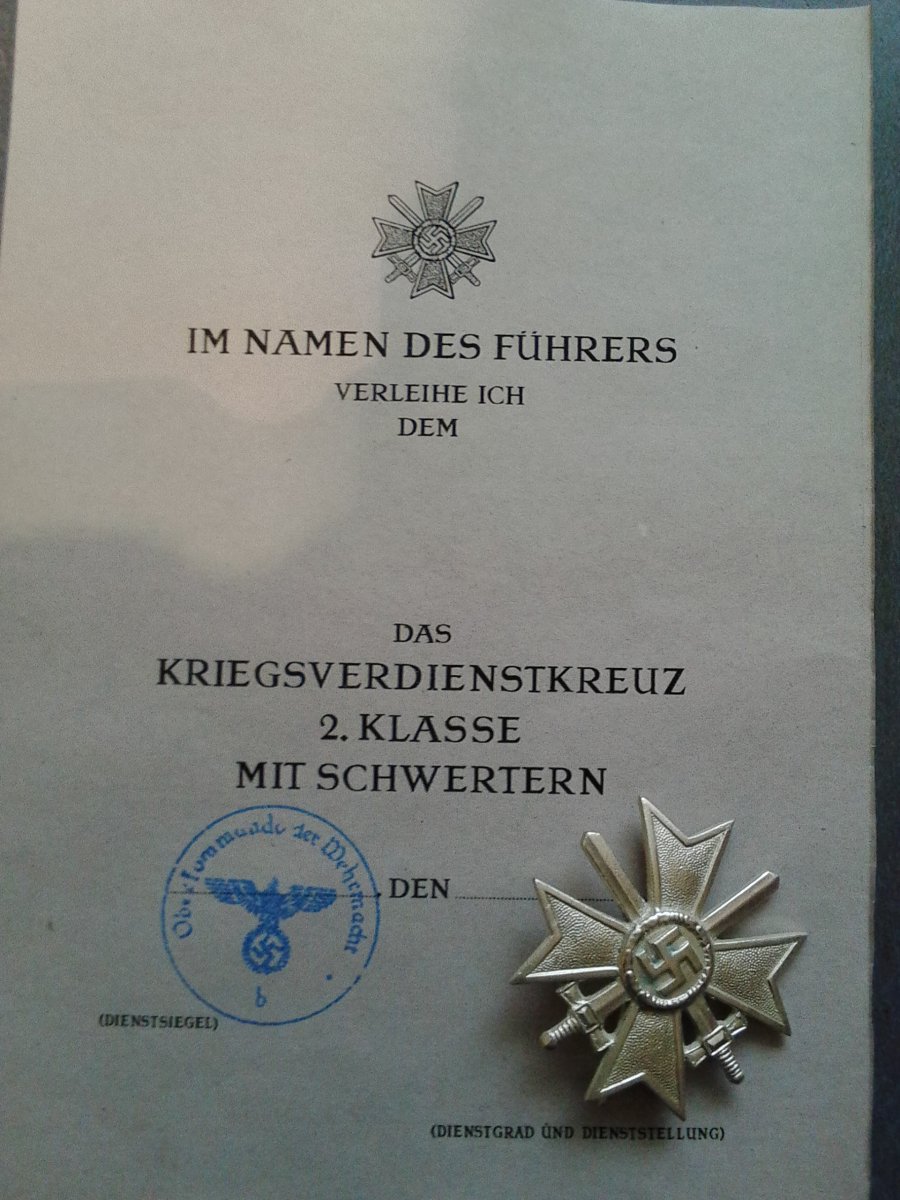 IM NAMEN DES FÜHRERS
VERLEIHE ICH
DEM
DAS
KRIEGSVERDIENSTKREUZ
2. KLASSE
MIT SCHWERTERN
Oberkommando der Wehrmacht
b
DEN
(DIENSTSIEGEL)
(DIENSTGRAD UND DIENSTSTELLUNG)